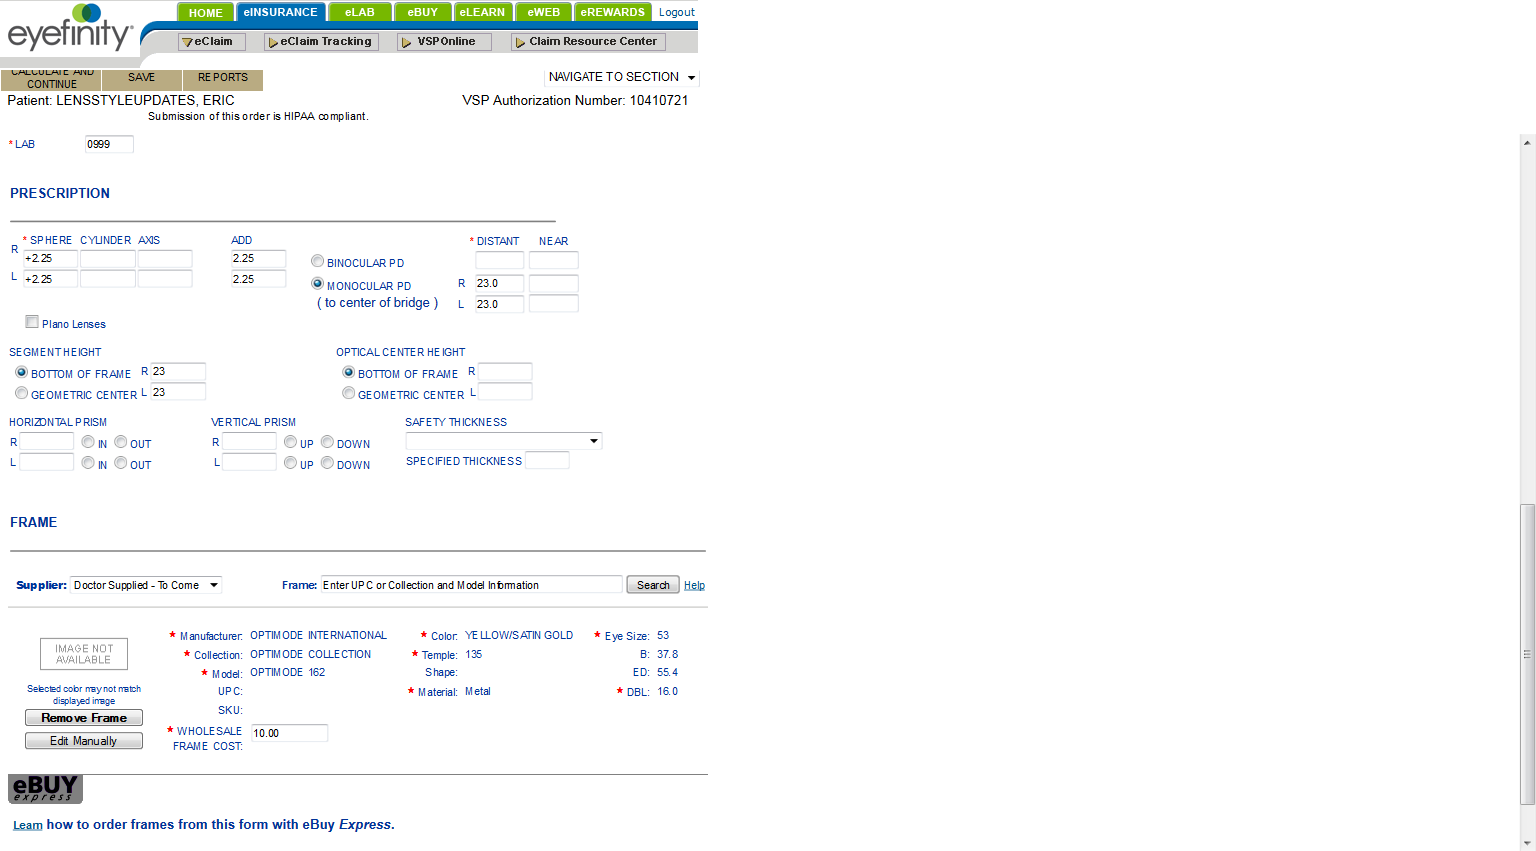 HOME eINSURANCE eLAB eBUY eLEARN eWEB eREWARDS Logout
eyefinity
eClaim eClaim Tracking VSPOnline Claim Resource Center
CALCULATE AND CONTINUE SAVE REPORTS NAVIGATE TO SECTION
Patient: LENSSTYLEUPDATES, ERIC VSP Authorization Number: 10410721
Submission of this order is HIPAA compliant.
* LAB 0999
PRESCRIPTION
* SPHERE CYLINDER AXIS ADD * DISTANT NEAR
R +2.25 2.25
BINOCULAR PD
L +2.25 2.25
MONOCULAR PD R 23.0
( to center of bridge ) L 23.0
Plano Lenses
SEGMENT HEIGHT OPTICAL CENTER HEIGHT
BOTTOM OF FRAME R 23 BOTTOM OF FRAME R
GEOMETRIC CENTER L 23 GEOMETRIC CENTER L
HORIZONTAL PRISM VERTICAL PRISM SAFETY THICKNESS
R IN OUT R UP DOWN
L IN OUT L UP DOWN SPECIFIED THICKNESS
FRAME
Supplier: Doctor Supplied - To Come Frame: Enter UPC or Collection and Model Information Search Help
IMAGE NOT AVAILABLE
Selected color may not match
displayed image
Remove Frame
Edit Manually
* Manufacturer: OPTIMODE INTERNATIONAL * Color: YELLOW/SATIN GOLD * Eye Size: 53
* Collection: OPTIMODE COLLECTION * Temple: 135 B: 37.8
* Model: OPTIMODE 162 Shape: ED: 55.4
UPC: * Material: Metal * DBL: 16.0
SKU:
* WHOLESALE
FRAME COST: 10.00
eBUY
express
Learn how to order frames from this form with eBuy Express.